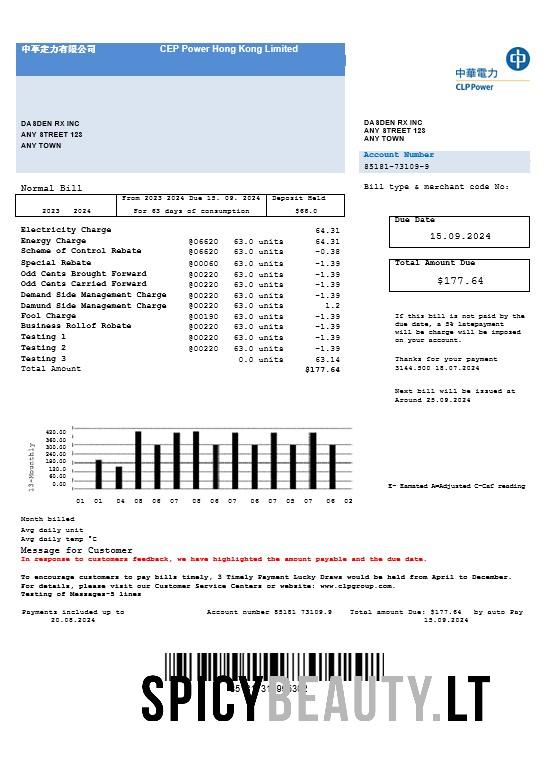 中革定力有限公司 CEP Power Hong Kong Limited
中華電力
CLP Power
DASDEN RX INC
ANY STREET 123
ANY TOWN
DASDEN RX INC
ANY STREET 123
ANY TOWN
Account Number
85181-73109-9
Normal Bill
Bill type & merchant code No:
From 2023 2024 Due 15. 09. 2024 Deposit Held
2023 2024 For 63 days of consumption $68.0
Electricity Charge 64.31
Energy Charge @06620 63.0 units 64.31
Scheme of Control Rebate @06620 63.0 units -0.38
Special Rebate @00060 63.0 units -1.39
Odd Cents Brought Forward @00220 63.0 units -1.39
Odd Cents Carried Forward @00220 63.0 units -1.39
Demand Side Management Charge @00220 63.0 units -1.39
Damund Side Management Charge @00220 63.0 units 1.2
Fool Charge @00190 63.0 units -1.39
Business Rollof Robate @00220 63.0 units -1.39
Testing 1 @00220 63.0 units -1.39
Testing 2 @00220 63.0 units -1.39
Testing 3 0.0 units 63.14
Total Amount $177.64
Due Date
15.09.2024
Total Amount Due
$177.64
If this bill is not paid by the
due date, a 5% latepayment
will be charge will be imposed
on your account.
Thanks for your payment
3144.500 18.07.2024
Next bill will be issued at
Around 25.09.2024
13-Mounthly
420.00
360.00
300.00
240.00
180.00
120.00
60.00
0.00
01 01 04 08 06 07 08 07 06 07 06 05 07 06 02
E- Esmated A=Adjusted C-CaC reading
Month billed
Avg daily unit
Avg daily temp °C
Message for Customer
In response to customers feedback, we have highlighted the amount payable and the due date.
To encourage customers to pay bills timely, 3 Timely Payment Lucky Draws would be held from April to December.
For details, please visit our Customer Service Centers or website: www.clpgroup.com.
Testing of Messages-5 lines
Payments included up to Account number 85181 73109.9 Total amount Due: $177.64 by auto Pay
20.08.2024 15.09.2024
SPICYBEAUTY.LT